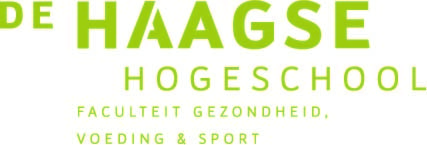 DE HAAGSE
HOGESCHOOL
FACULTEIT GEZONDHEID,
VOEDING & SPORT